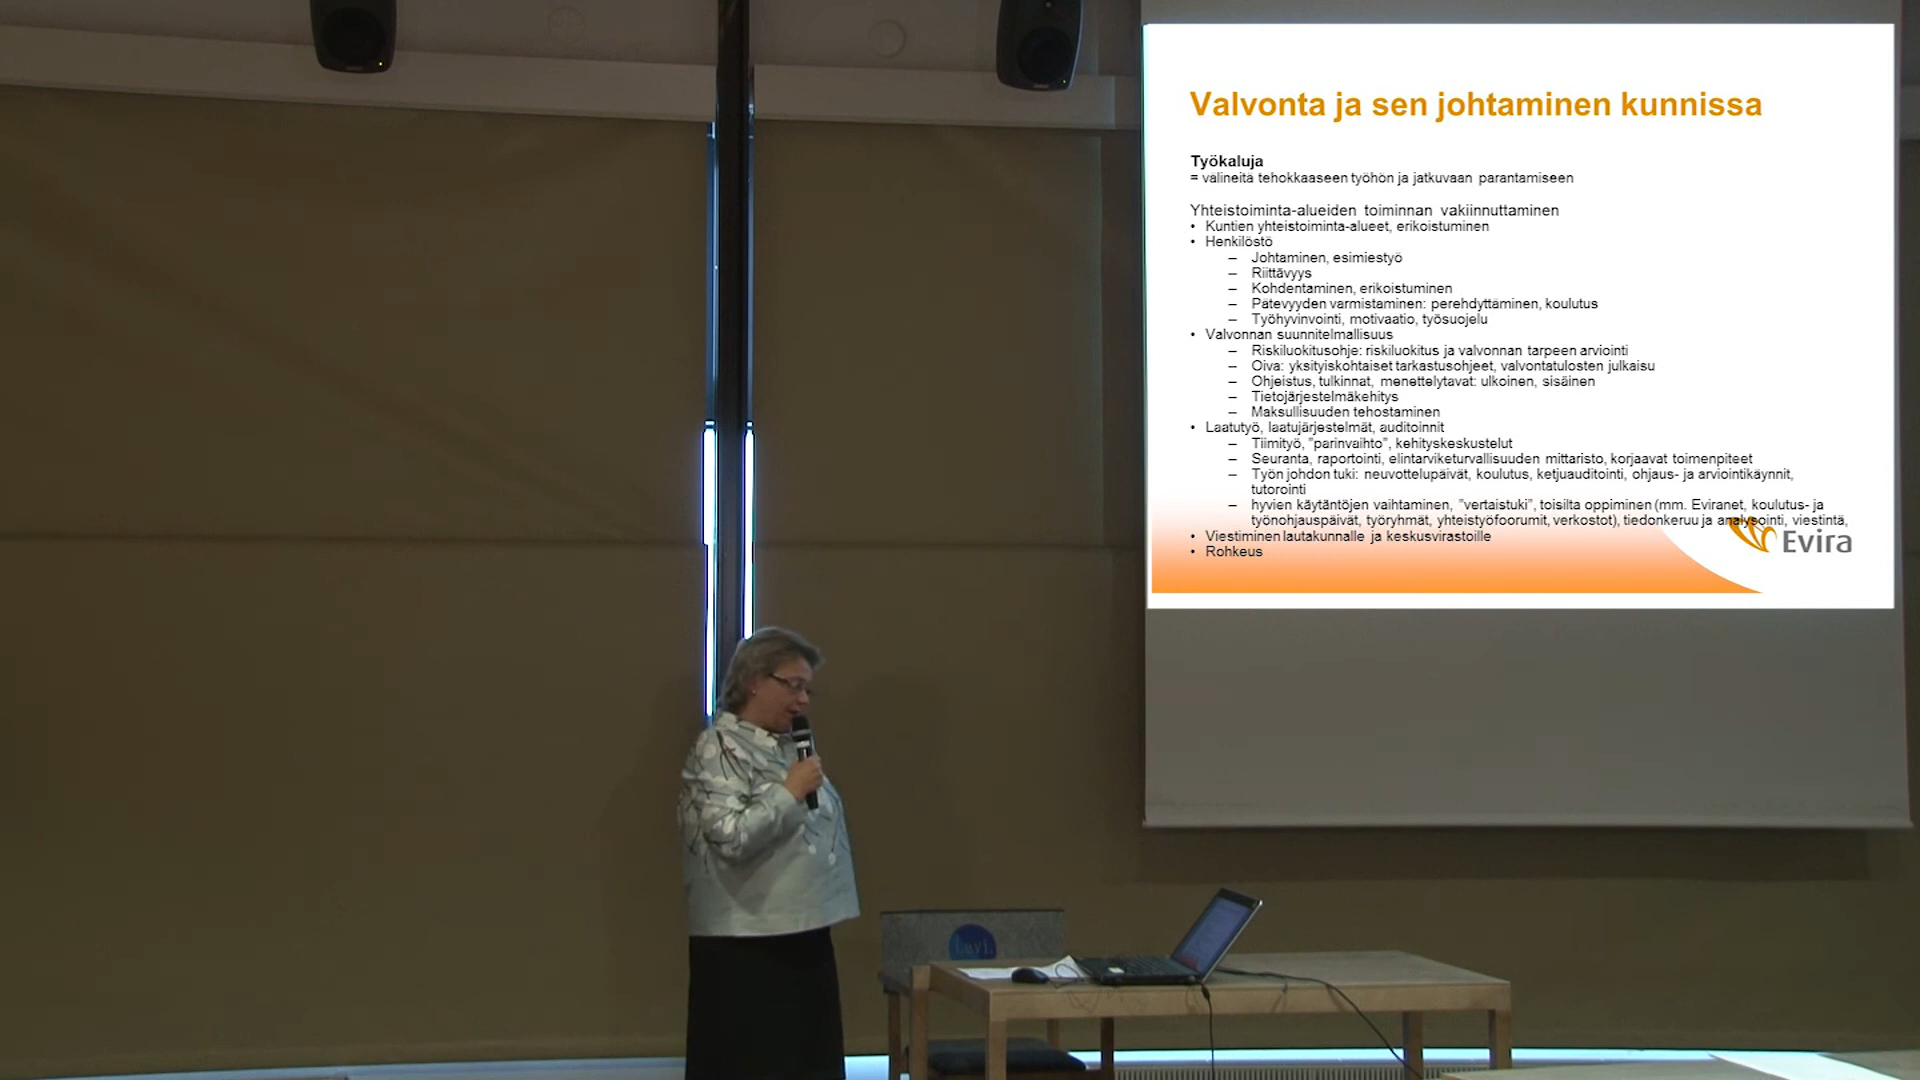 Valvonta ja sen johtaminen kunnissa
Työkaluja
= välineitä tehokkaaseen työhön ja jatkuvaan parantamiseen
Yhteistoiminta-alueiden toiminnan vakiinnuttaminen
• Kuntien yhteistoiminta-alueet, erikoistuminen
• Henkilöstö
– Johtaminen, esimiestyö
– Riittävyys
– Kohdentaminen, erikoistuminen
– Pätevyyden varmistaminen: perehdyttäminen, koulutus
– Työhyvinvointi, motivaatio, työsuojelu
• Valvonnan suunnitelmallisuus
– Riskiluokitusohje: riskiluokitus ja valvonnan tarpeen arviointi
– Oiva: yksityiskohtaiset tarkastusohjeet, valvontatulosten julkaisu
– Ohjeistus, tulkinnat, menettelytavat: ulkoinen, sisäinen
– Tietojärjestelmäkehitys
– Maksullisuuden tehostaminen
• Laatutyö, laatujärjestelmät, auditoinnit
– Tiimityö, ”parinvaihto”, kehityskeskustelut
– Seuranta, raportointi, elintarviketurvallisuuden mittaristo, korjaavat toimenpiteet
– Työn johdon tuki: neuvottelupäivät, koulutus, ketjuauditointi, ohjaus- ja arviointikäynnit,
tutorointi
– hyvien käytäntöjen vaihtaminen, ”vertaistuki”, toisilta oppiminen (mm. Eviranet, koulutus- ja
työnohjauspäivät, työryhmät, yhteistyöfoorumit, verkostot), tiedonkeruu ja analysointi, viestintä,
• Viestiminen lautakunnalle ja keskusvirastoille
• Rohkeus
Evira
Levi